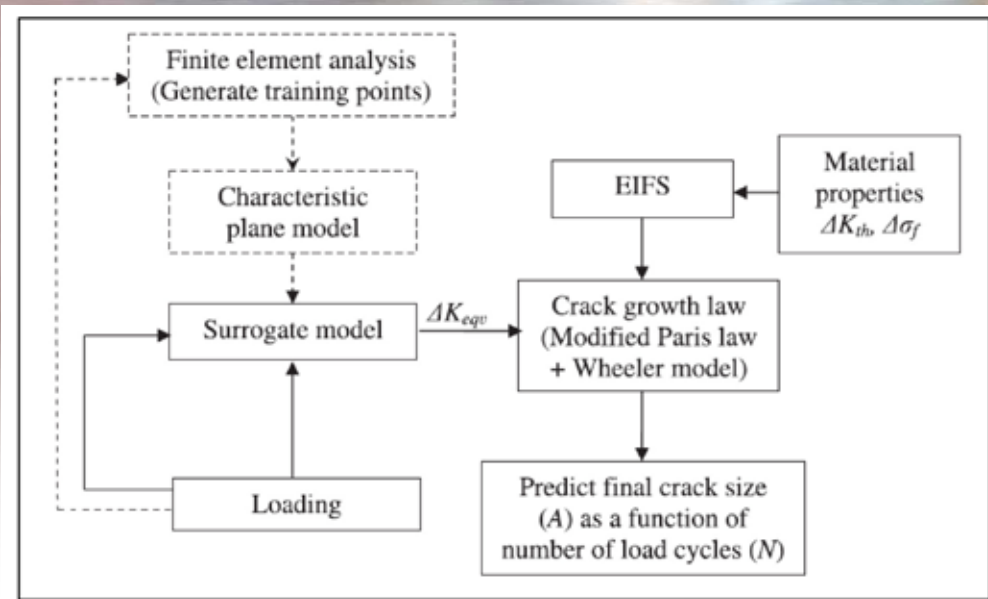 Finite element analysis
(Generate training points)
Characteristic
plane model
Surrogate model
Loading
ΔK_eqv
EIFS
Material
properties
ΔK_th, Δσ_f
Crack growth law
(Modified Paris law
+ Wheeler model)
Predict final crack size
(A) as a function of
number of load cycles (N)